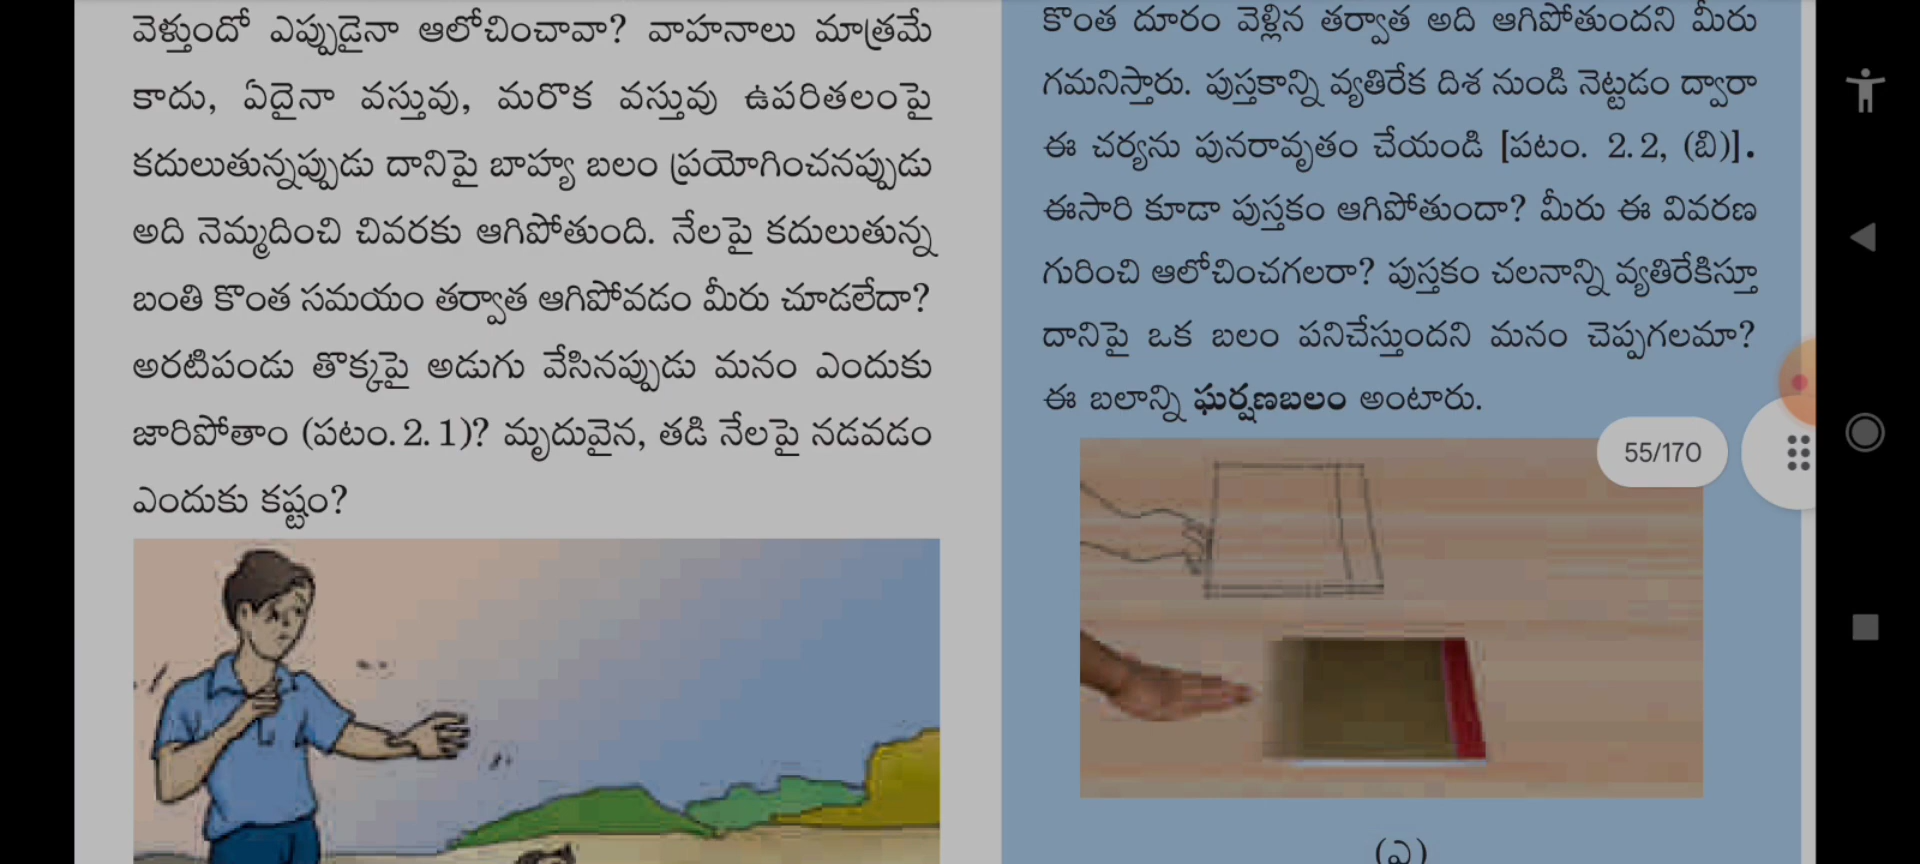 వెళ్తుందో ఎప్పుడైనా ఆలోచించావా? వాహనాలు మాత్రమే
కాదు, ఏదైనా వస్తువు, మరొక వస్తువు ఉపరితలంపై
కదులుతున్నప్పుడు దానిపై బాహ్య బలం ప్రయోగించనప్పుడు
అది నెమ్మదించి చివరకు ఆగిపోతుంది. నేలపై కదులుతున్న
బంతి కొంత సమయం తర్వాత ఆగిపోవడం మీరు చూడలేదా?
అరటిపండు తొక్కపై అడుగు వేసినప్పుడు మనం ఎందుకు
జారిపోతాం (పటం. 2. 1)? మృదువైన, తడి నేలపై నడవడం
ఎందుకు కష్టం?
కొంత దూరం వెళ్లిన తర్వాత అది ఆగిపోతుందని మీరు
గమనిస్తారు. పుస్తకాన్ని వ్యతిరేక దిశ నుండి నెట్టడం ద్వారా
ఈ చర్యను పునరావృతం చేయండి [పటం. 2. 2, (బి)].
ఈసారి కూడా పుస్తకం ఆగిపోతుందా? మీరు ఈ వివరణ
గురించి ఆలోచించగలరా? పుస్తకం చలనాన్ని వ్యతిరేకిస్తూ
దానిపై ఒక బలం పనిచేస్తుందని మనం చెప్పగలమా?
ఈ బలాన్ని ఘర్షణబలం అంటారు.
55/170
(ఎ)